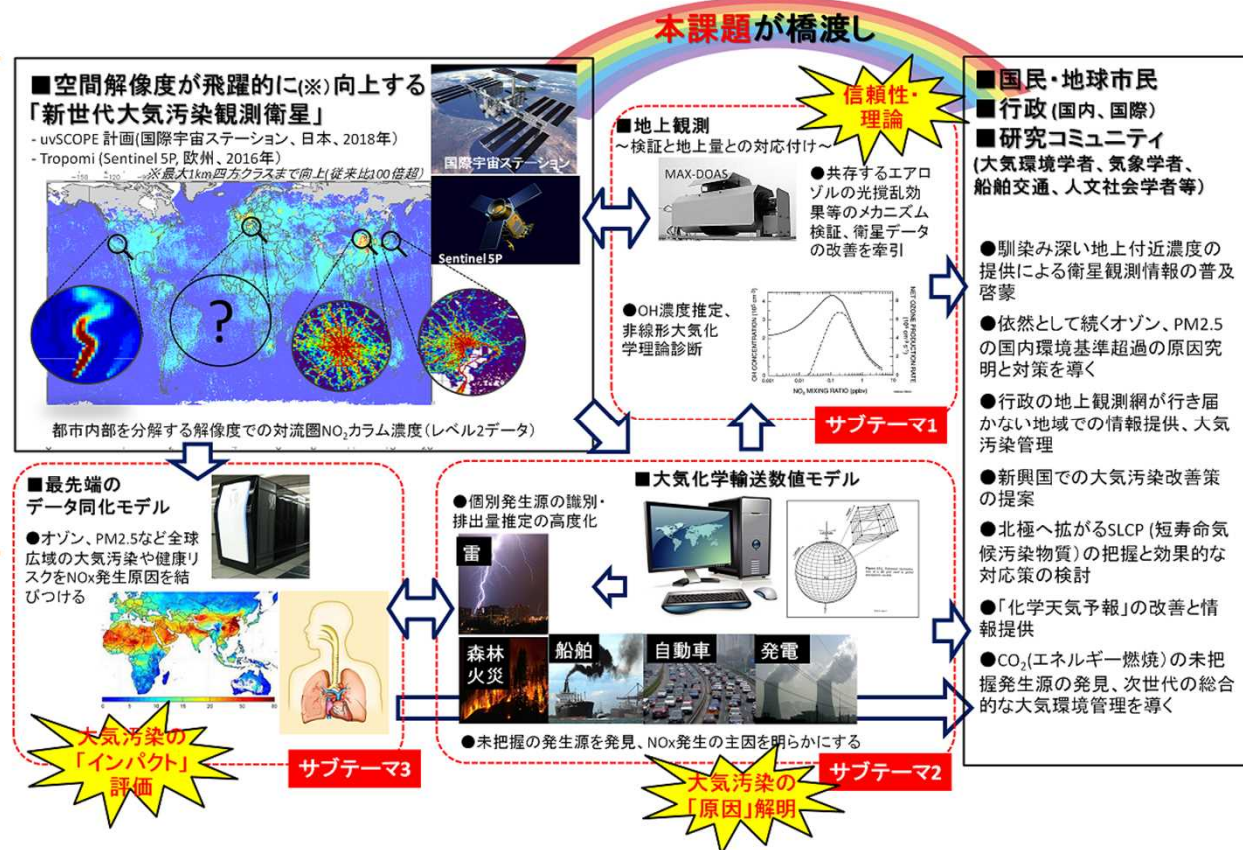 本課題が橋渡し
■空間解像度が飛躍的に(※)向上する
「新世代大気汚染観測衛星」
- uvSCOPE 計画(国際宇宙ステーション、日本、2018年)
- Tropomi (Sentinel 5P, 欧州、2016年)
※最大1km四方クラスまで向上(従来比100倍超)
国際宇宙ステーション
Sentinel 5P
?
都市内部を分解する解像度での対流圏NO₂カラム濃度(レベル2データ)
信頼性・
理論
■地上観測
～検証と地上量との対応付け～
MAX-DOAS
●共存するエアロ
ゾルの光撹乱効
果等のメカニズム
検証、衛星データ
の改善を牽引
●OH濃度推定、
非線形大気化
学理論診断
OH CONCENTRATION (10⁶ cm⁻³)
NET OZONE PRODUCTION RATE
0.001
0.01
0.1
1
10
サブテーマ1
■国民・地球市民
■行政 (国内、国際)
■研究コミュニティ
(大気環境学者、気象学者、
船舶交通、人文社会学者等)
●馴染み深い地上付近濃度の
提供による衛星観測情報の普及
啓蒙
●依然として続くオゾン、PM2.5
の国内環境基準超過の原因究
明と対策を導く
●行政の地上観測網が行き届
かない地域での情報提供、大気
汚染管理
●新興国での大気汚染改善策
の提案
●北極へ拡がるSLCP (短寿命気
候汚染物質)の把握と効果的な
対応策の検討
●「化学天気予報」の改善と情
報提供
●CO₂(エネルギー燃焼)の未把
握発生源の発見、次世代の総合
的な大気環境管理を導く
■最先端の
データ同化モデル
●オゾン、PM2.5など全球
広域の大気汚染や健康リ
スクをNOx発生原因を結
びつける
大気汚染の
「インパクト」
評価
サブテーマ3
■大気化学輸送数値モデル
●個別発生源の識別・
排出量推定の高度化
雷
森林
火災
船舶
自動車
発電
●未把握の発生源を発見、NOx発生の主因を明らかにする
サブテーマ2
大気汚染の
「原因」解明